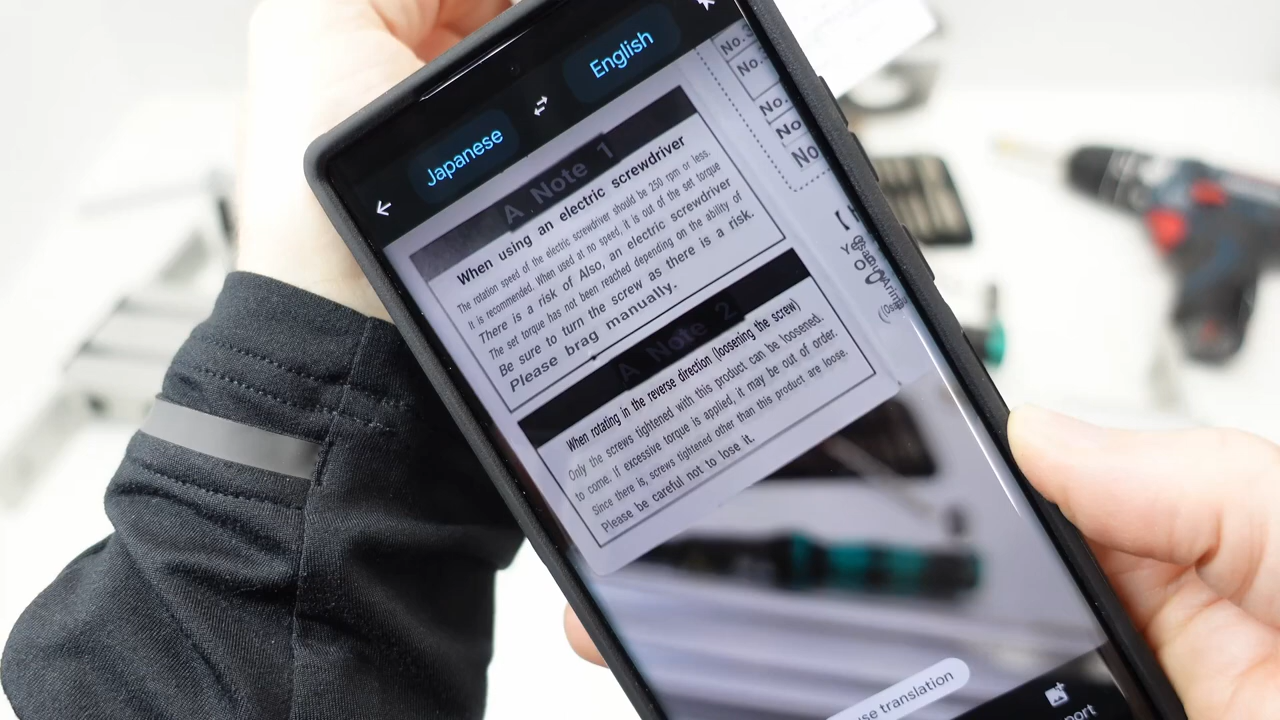 English
Japanese
A Note 1
When using an electric screwdriver
The rotation speed of the electric screwdriver should be 250 rpm or less.
It is recommended. When used at no speed, it is out of the set torque
There is a risk of Also, an electric screwdriver
The set torque has not been reached depending on the ability of
Be sure to turn the screw as there is a risk.
Please brag manually.
A Note 2
When rotating in the reverse direction (loosening the screw)
Only the screws tightened with this product can be loosened.
to come. If excessive torque is applied, it may be out of order.
Since there is, screws tightened other than this product are loose.
Please be careful not to lose it.
No.3
No.
No.
No.
No
translation